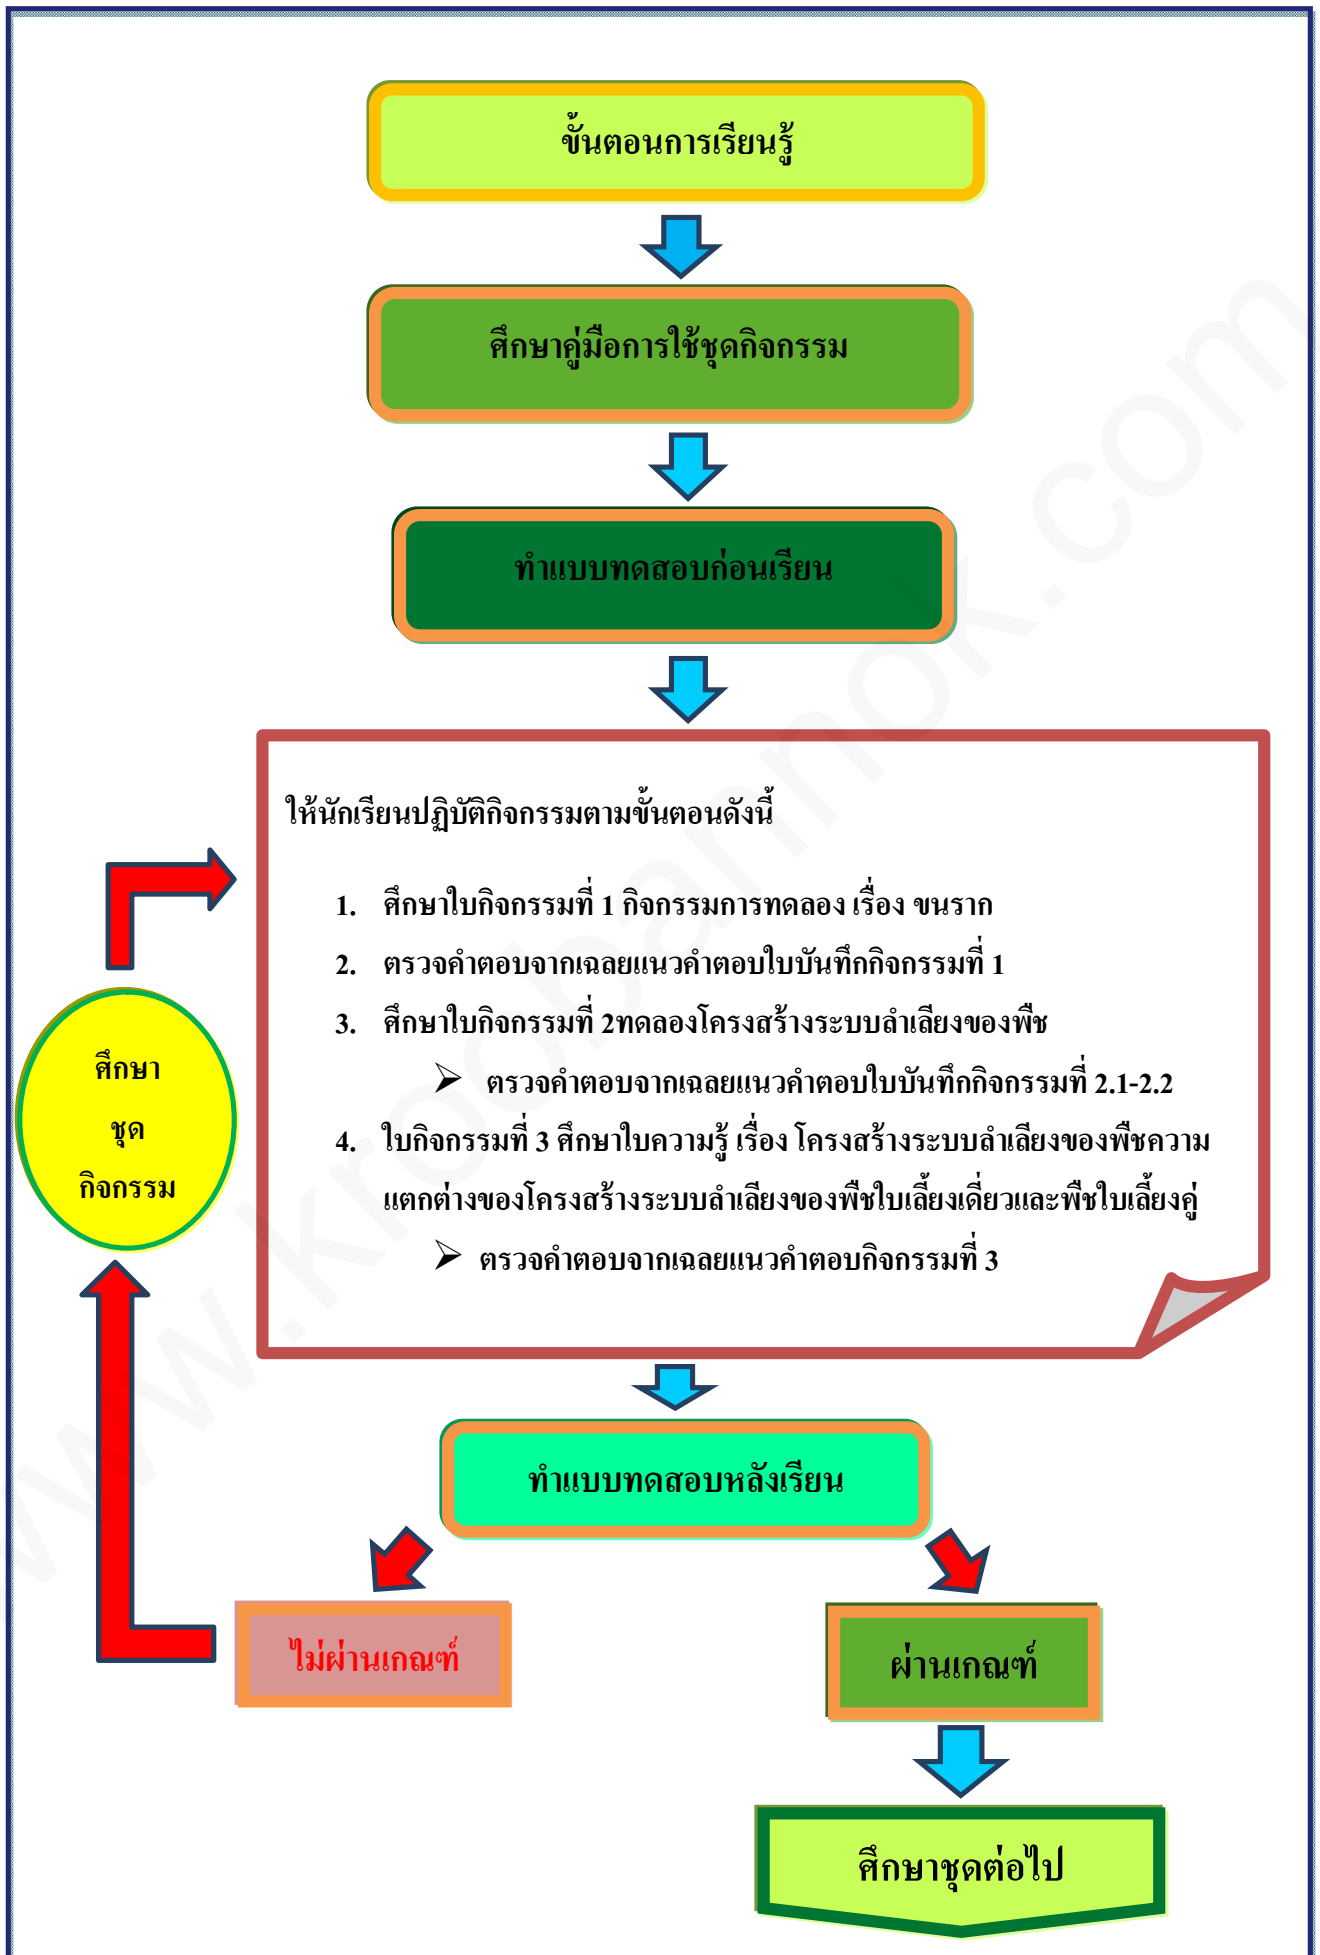 ขั้นตอนการเรียนรู้
ศึกษาคู่มือการใช้ชุดกิจกรรม
ทำแบบทดสอบก่อนเรียน
ให้นักเรียนปฏิบัติกิจกรรมตามขั้นตอนดังนี้
1. ศึกษาใบกิจกรรมที่ 1 กิจกรรมการทดลอง เรื่อง ขนราก
2. ตรวจคำตอบจากเฉลยแนวคำตอบใบบันทึกกิจกรรมที่ 1
3. ศึกษาใบกิจกรรมที่ 2ทดลองโครงสร้างระบบลำเลียงของพืช
➢ ตรวจคำตอบจากเฉลยแนวคำตอบใบบันทึกกิจกรรมที่ 2.1-2.2
4. ใบกิจกรรมที่ 3 ศึกษาใบความรู้ เรื่อง โครงสร้างระบบลำเลียงของพืชความ
แตกต่างของโครงสร้างระบบลำเลียงของพืชใบเลี้ยงเดี่ยวและพืชใบเลี้ยงคู่
➢ ตรวจคำตอบจากเฉลยแนวคำตอบกิจกรรมที่ 3
ศึกษา
ชุด
กิจกรรม
ทำแบบทดสอบหลังเรียน
ไม่ผ่านเกณฑ์
ผ่านเกณฑ์
ศึกษาชุดต่อไป
www.kroobannok.com